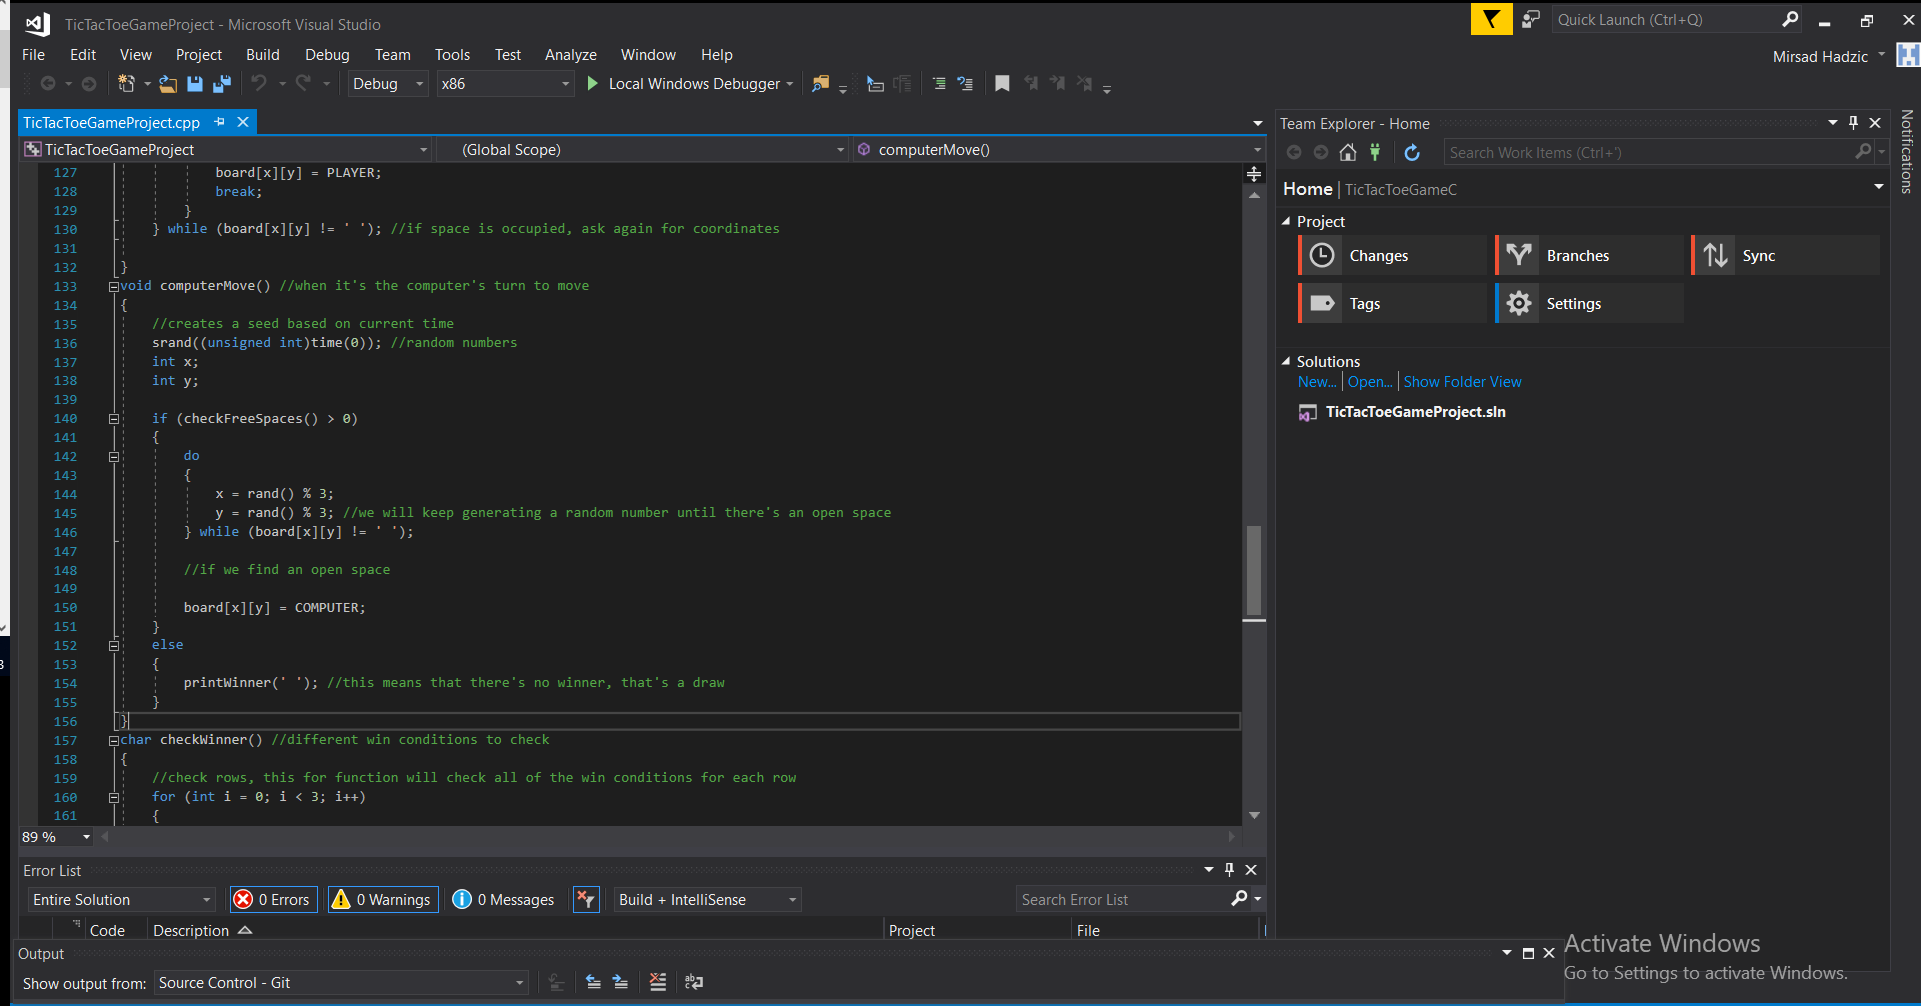 TicTacToeGameProject - Microsoft Visual Studio
Quick Launch (Ctrl+Q)
File Edit View Project Build Debug Team Tools Test Analyze Window Help
Mirsad Hadzic
Debug x86 Local Windows Debugger
TicTacToeGameProject.cpp
TicTacToeGameProject (Global Scope) computerMove()
127 board[x][y] = PLAYER;
128 break;
129 }
130 } while (board[x][y] != ' '); //if space is occupied, ask again for coordinates
131
132 }
133 void computerMove() //when it's the computer's turn to move
134 {
135 //creates a seed based on current time
136 srand((unsigned int)time(0)); //random numbers
137 int x;
138 int y;
139
140 if (checkFreeSpaces() > 0)
141 {
142 do
143 {
144 x = rand() % 3;
145 y = rand() % 3; //we will keep generating a random number until there's an open space
146 } while (board[x][y] != ' ');
147
148 //if we find an open space
149
150 board[x][y] = COMPUTER;
151 }
152 else
153 {
154 printWinner(' '); //this means that there's no winner, that's a draw
155 }
156 }
157 char checkWinner() //different win conditions to check
158 {
159 //check rows, this for function will check all of the win conditions for each row
160 for (int i = 0; i < 3; i++)
161 {
89 %
Team Explorer - Home
Search Work Items (Ctrl+')
Home | TicTacToeGameC
Project
Changes Branches Sync
Tags Settings
Solutions
New... Open... Show Folder View
TicTacToeGameProject.sln
Notifications
Error List
Entire Solution 0 Errors 0 Warnings 0 Messages Build + IntelliSense Search Error List
Code Description Project File
Output
Show output from: Source Control - Git
Activate Windows
Go to Settings to activate Windows.
3